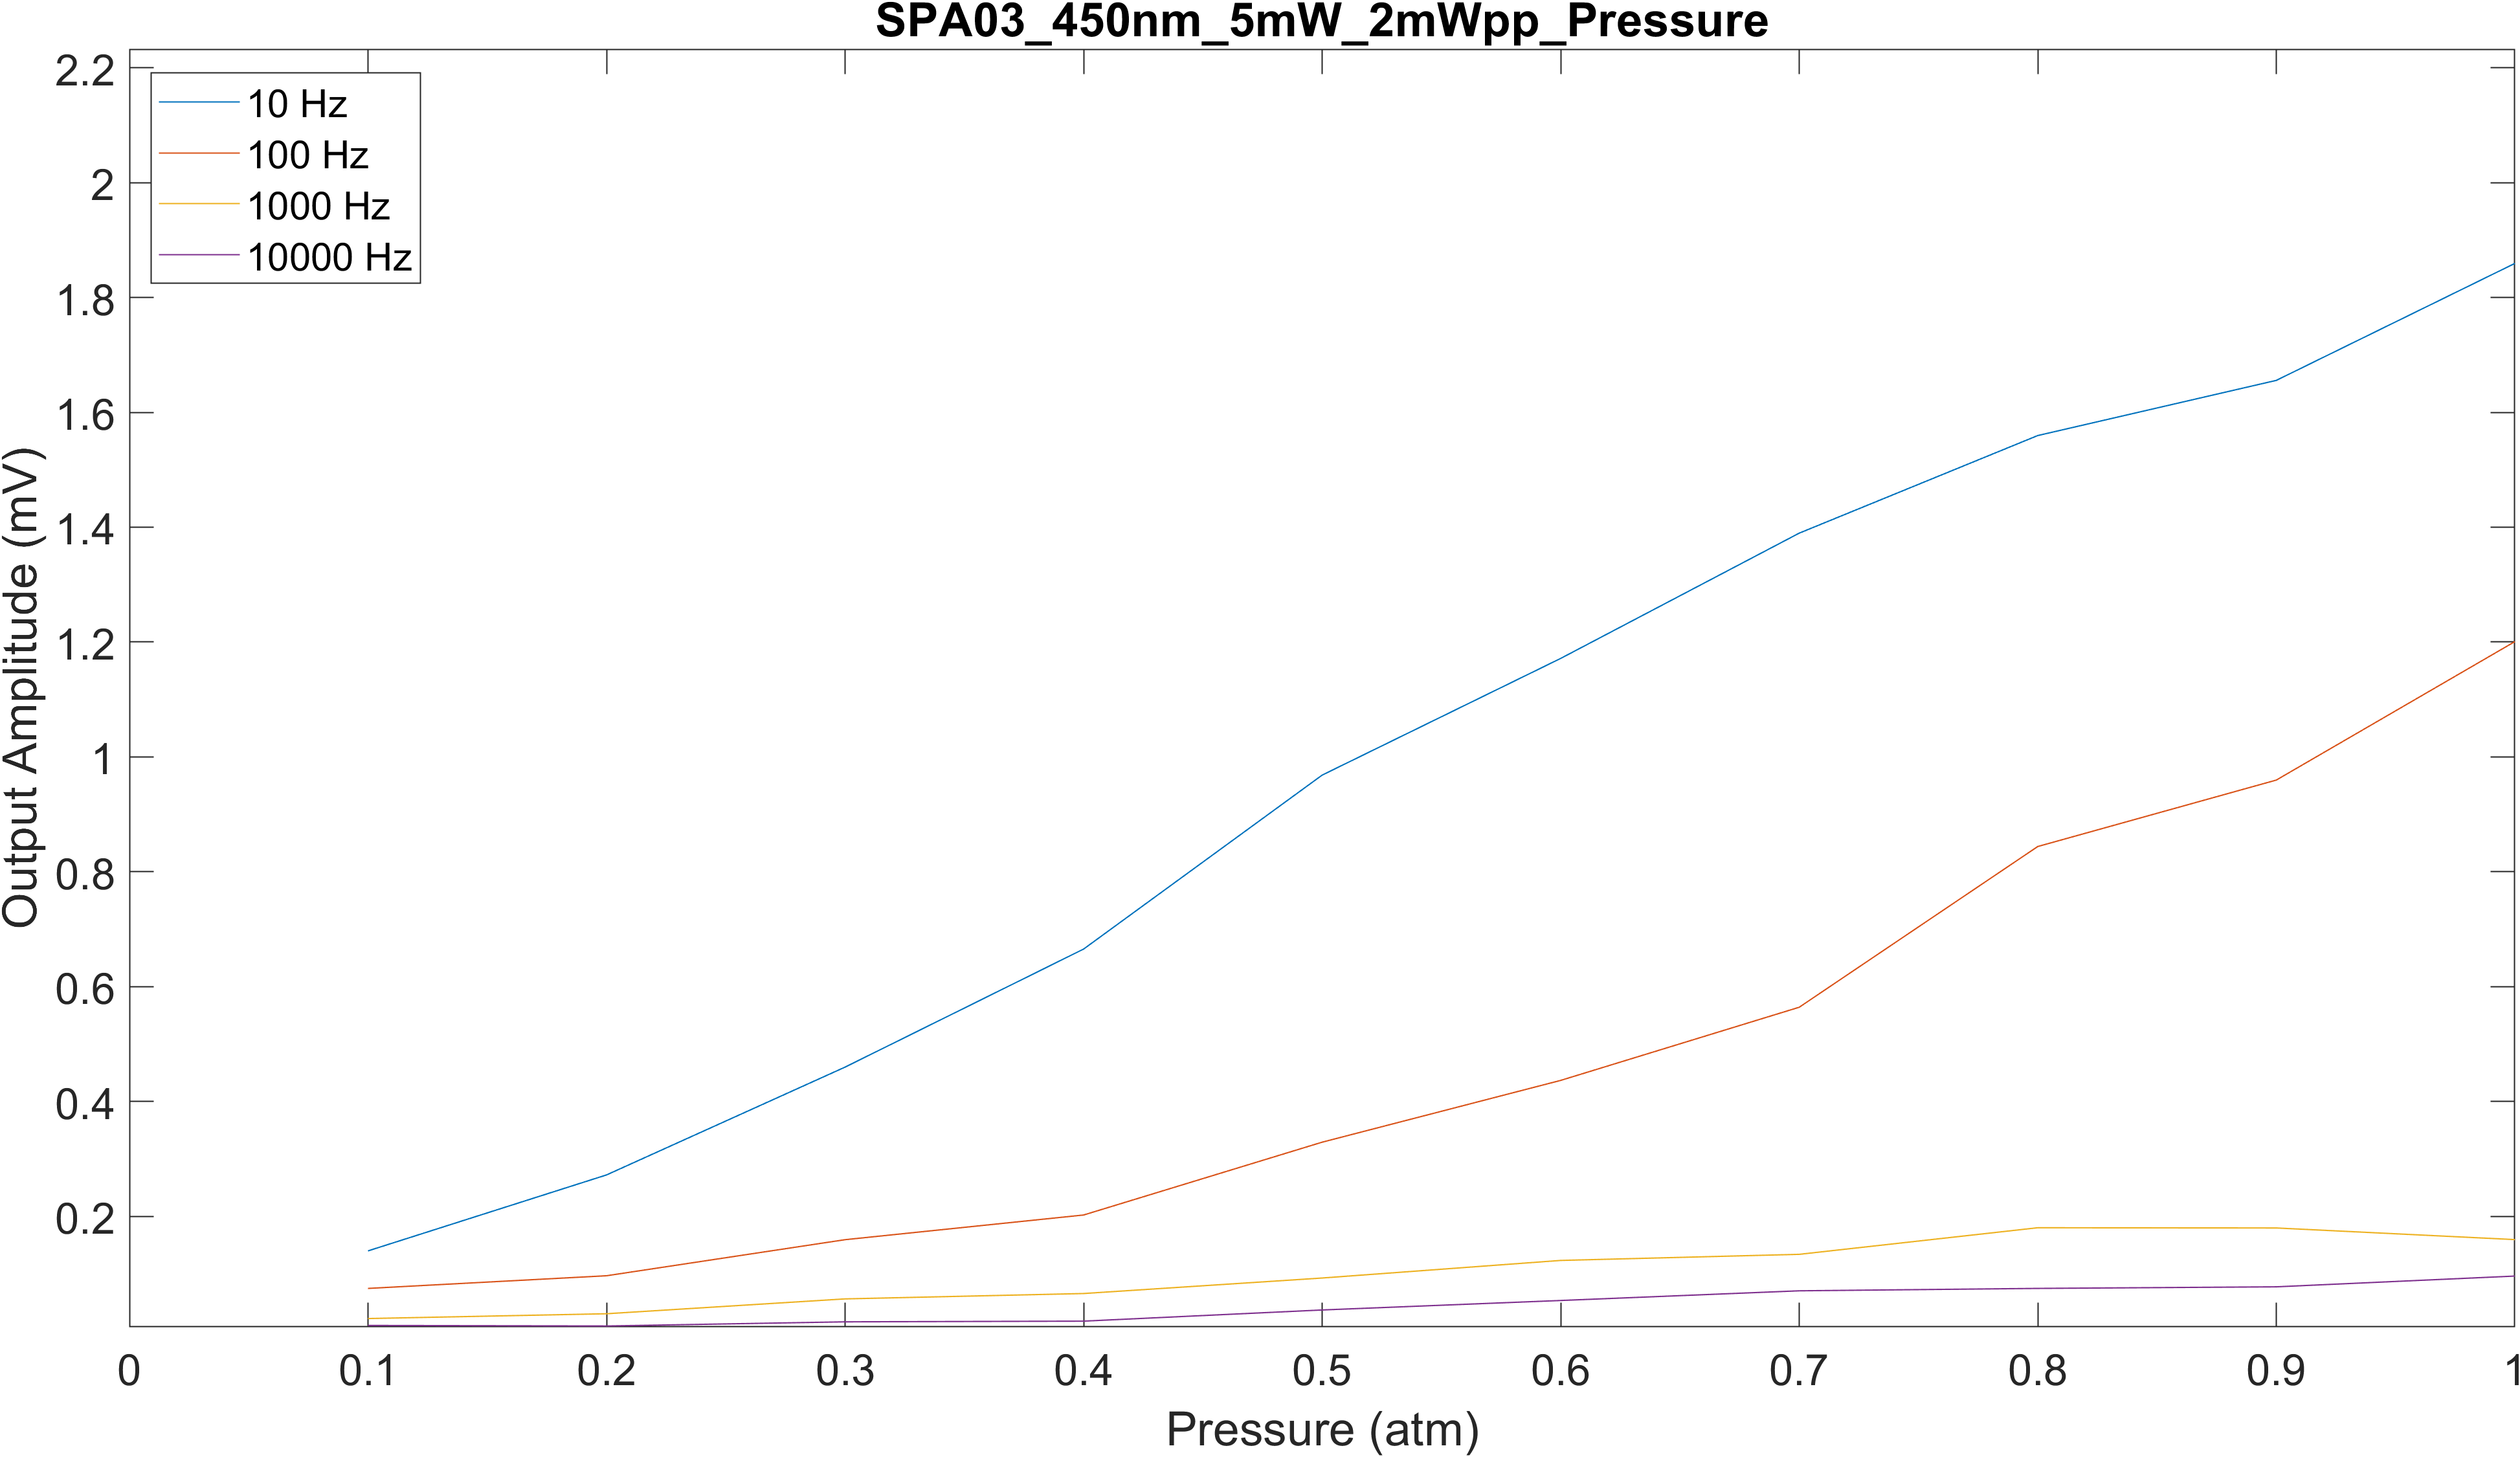 SPA03_450nm_5mW_2mWpp_Pressure
10 Hz
100 Hz
1000 Hz
10000 Hz
2.2
2
1.8
1.6
1.4
1.2
1
0.8
0.6
0.4
0.2
Output Amplitude (mV)
0 0.1 0.2 0.3 0.4 0.5 0.6 0.7 0.8 0.9 1
Pressure (atm)